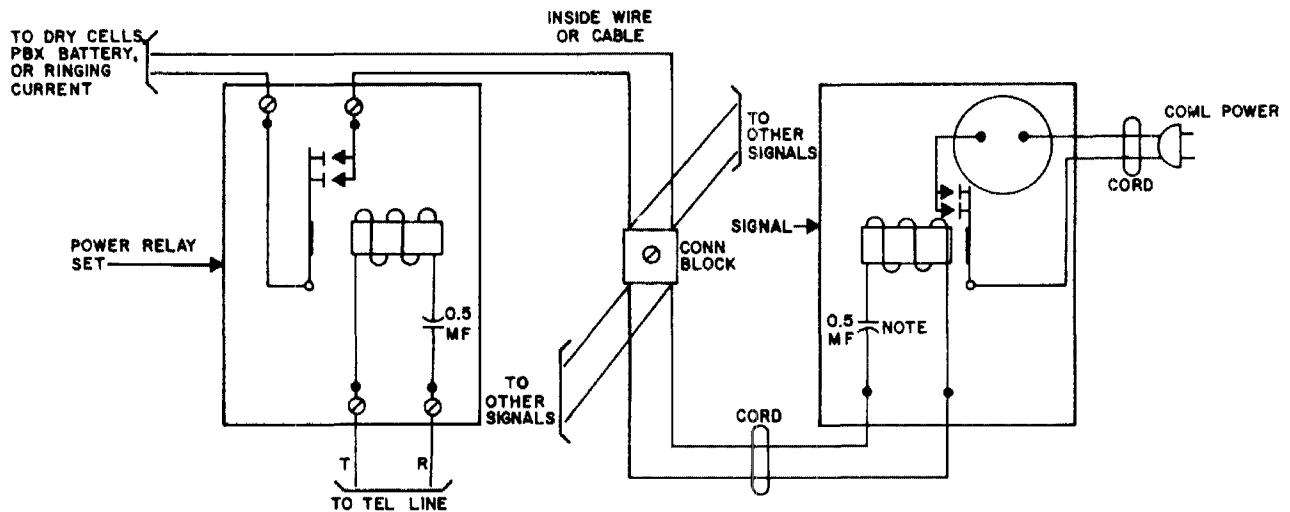 INSIDE WIRE
OR CABLE
TO DRY CELLS,
PBX BATTERY,
OR RINGING
CURRENT
TO
OTHER
SIGNALS
COML POWER
CORD
SIGNAL
POWER RELAY
SET
CONN
BLOCK
0.5
MF
0.5
MF
NOTE
TO
OTHER
SIGNALS
CORD
T
R
TO TEL LINE